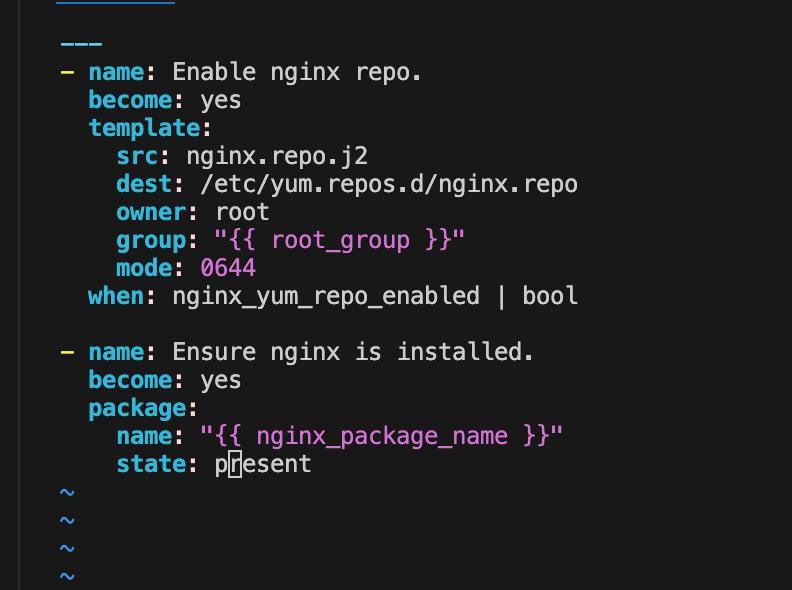 ---
- name: Enable nginx repo.
  become: yes
  template:
    src: nginx.repo.j2
    dest: /etc/yum.repos.d/nginx.repo
    owner: root
    group: "{{ root_group }}"
    mode: 0644
  when: nginx_yum_repo_enabled | bool

- name: Ensure nginx is installed.
  become: yes
  package:
    name: "{{ nginx_package_name }}"
    state: present
~
~
~
~